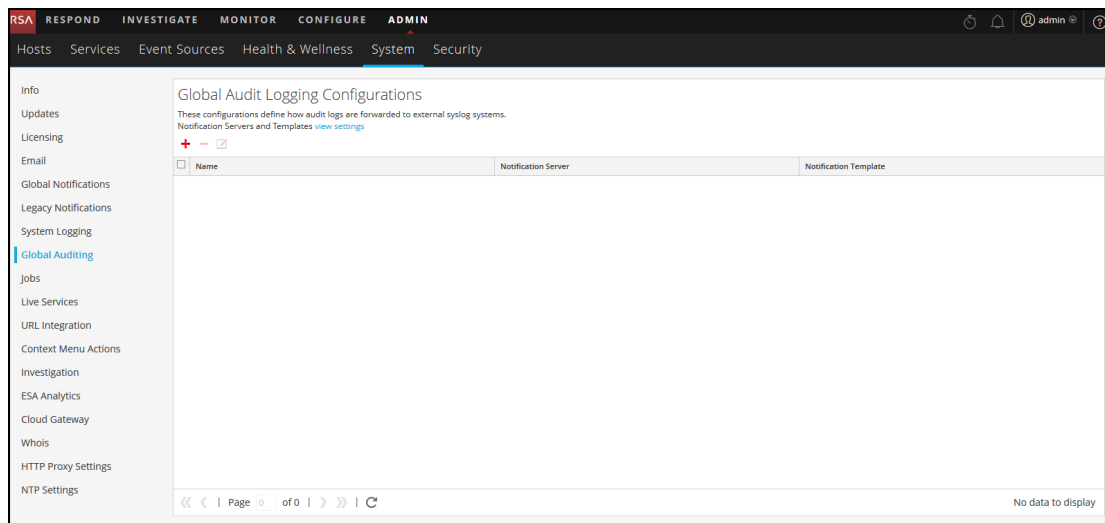 RSA RESPOND INVESTIGATE MONITOR CONFIGURE ADMIN admin ?
Hosts Services Event Sources Health & Wellness System Security
Info
Updates
Licensing
Email
Global Notifications
Legacy Notifications
System Logging
Global Auditing
Jobs
Live Services
URL Integration
Context Menu Actions
Investigation
ESA Analytics
Cloud Gateway
Whois
HTTP Proxy Settings
NTP Settings
Global Audit Logging Configurations
These configurations define how audit logs are forwarded to external syslog systems.
Notification Servers and Templates view settings
Name Notification Server Notification Template
Page 0 of 0
No data to display